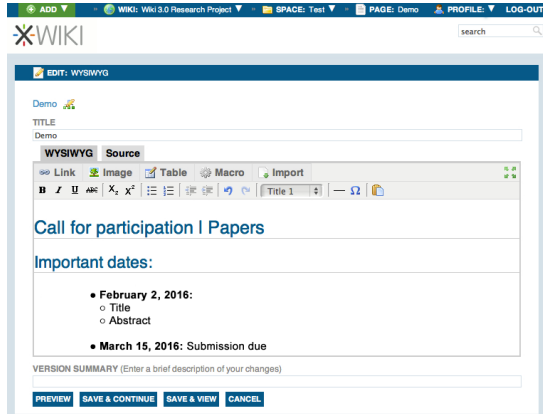 ADD ▼ » WIKI: Wiki 3.0 Research Project ▼ » SPACE: Test ▼ » PAGE: Demo PROFILE: ▼ LOG-OUT
XWIKI search
EDIT: WYSIWYG
Demo
TITLE
Demo
WYSIWYG Source
Link Image Table Macro Import
B I U ABC X₂ X² Title 1 — Ω
Call for participation I Papers
Important dates:
● February 2, 2016:
○ Title
○ Abstract
● March 15, 2016: Submission due
VERSION SUMMARY (Enter a brief description of your changes)
PREVIEW SAVE & CONTINUE SAVE & VIEW CANCEL